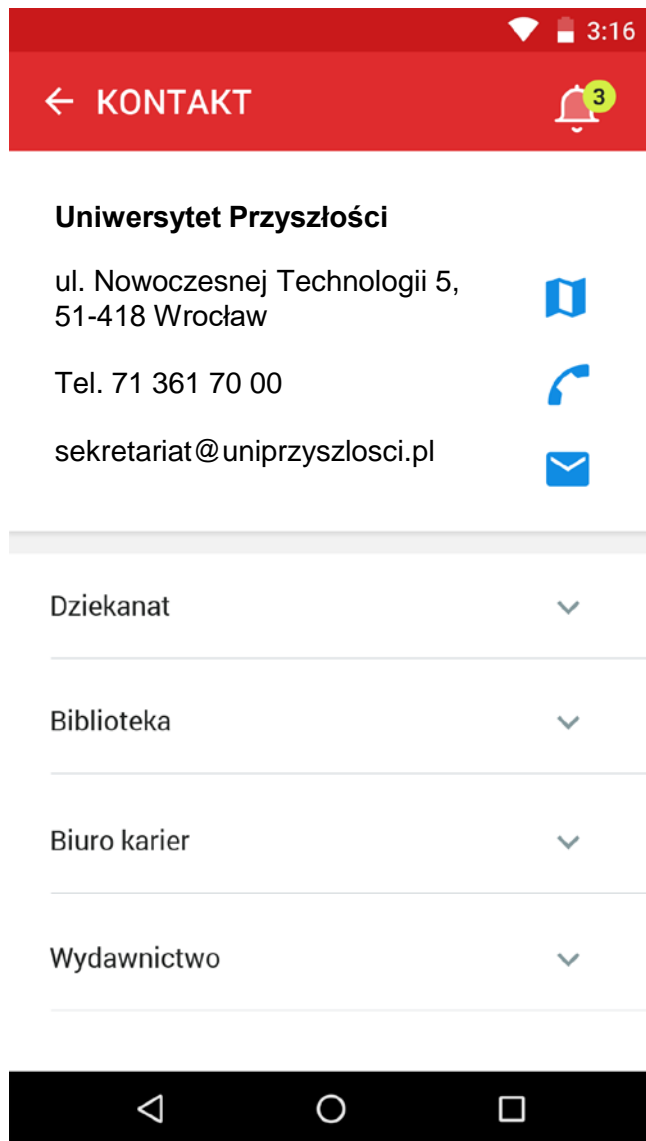 3:16
KONTAKT
3
Uniwersytet Przyszłości
ul. Nowoczesnej Technologii 5,
51-418 Wrocław
Tel. 71 361 70 00
sekretariat@uniprzyszlosci.pl
Dziekanat
Biblioteka
Biuro karier
Wydawnictwo